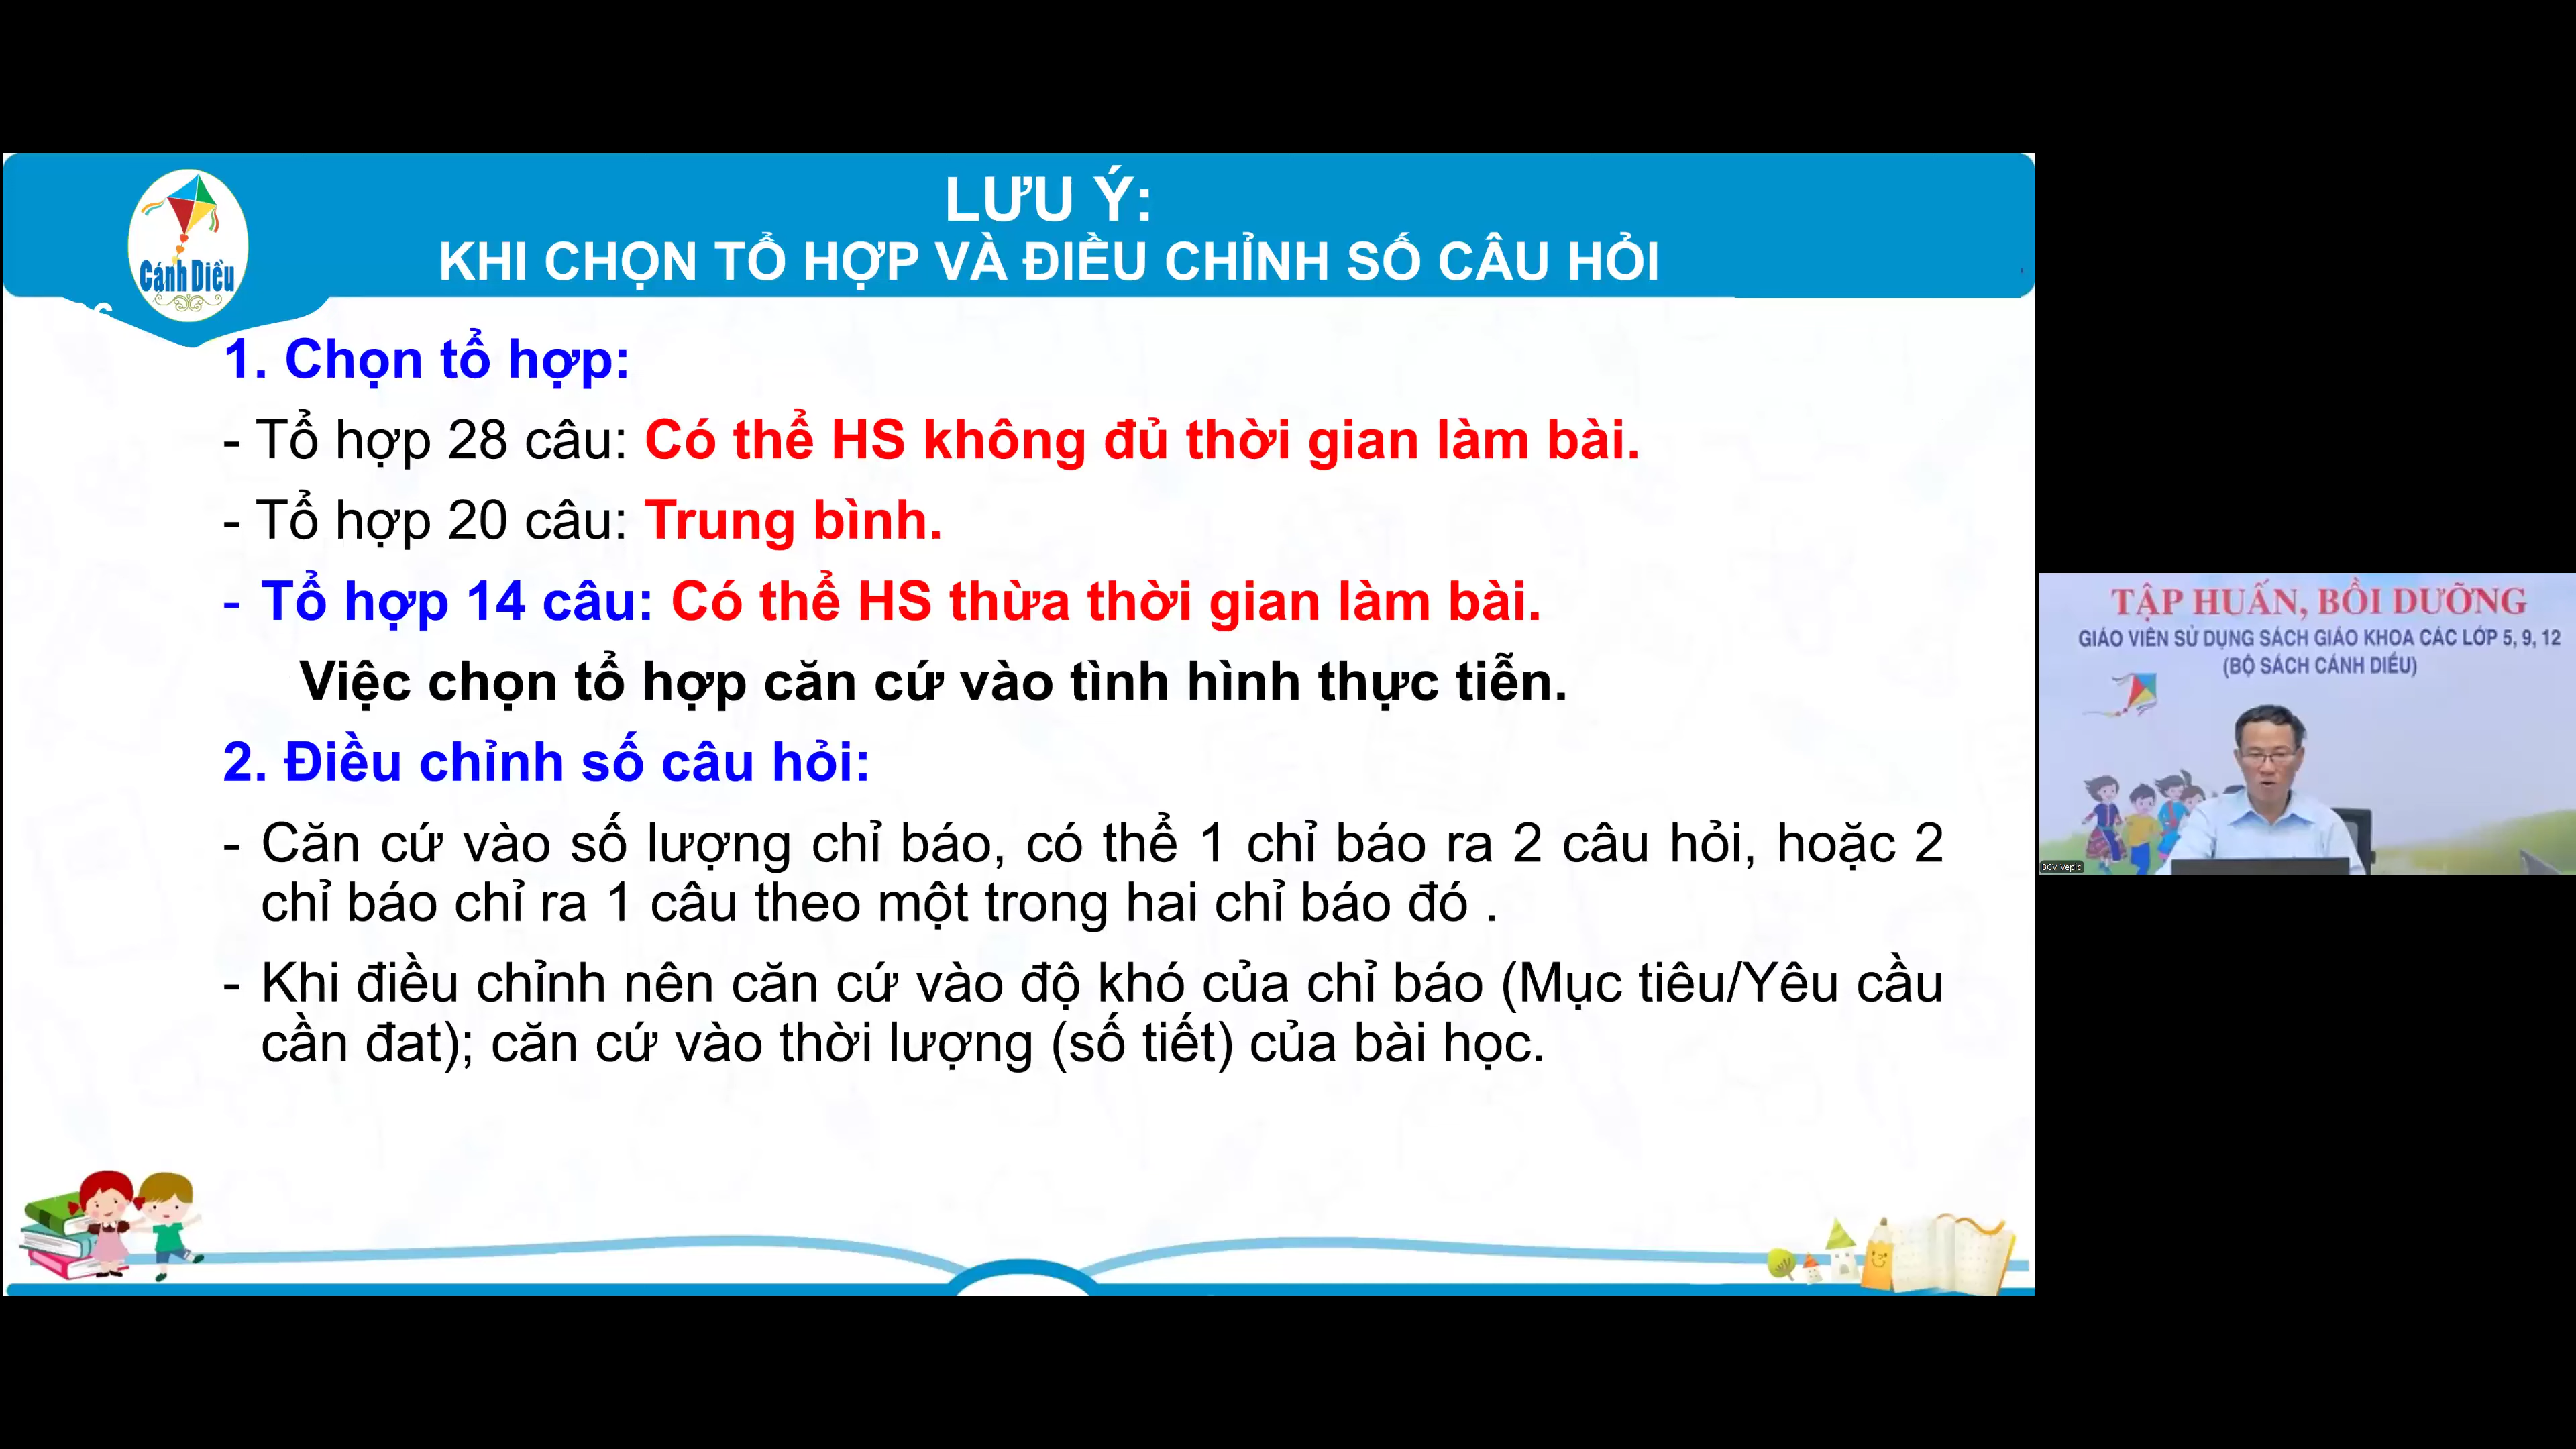 LƯU Ý:
KHI CHỌN TỔ HỢP VÀ ĐIỀU CHỈNH SỐ CÂU HỎI
Cánh Diều
1. Chọn tổ hợp:
- Tổ hợp 28 câu: Có thể HS không đủ thời gian làm bài.
- Tổ hợp 20 câu: Trung bình.
- Tổ hợp 14 câu: Có thể HS thừa thời gian làm bài.
Việc chọn tổ hợp căn cứ vào tình hình thực tiễn.
2. Điều chỉnh số câu hỏi:
- Căn cứ vào số lượng chỉ báo, có thể 1 chỉ báo ra 2 câu hỏi, hoặc 2
chỉ báo chỉ ra 1 câu theo một trong hai chỉ báo đó .
- Khi điều chỉnh nên căn cứ vào độ khó của chỉ báo (Mục tiêu/Yêu cầu
cần đat); căn cứ vào thời lượng (số tiết) của bài học.
TẬP HUẤN, BỒI DƯỠNG
GIÁO VIÊN SỬ DỤNG SÁCH GIÁO KHOA CÁC LỚP 5, 9, 12
(BỘ SÁCH CÁNH DIỀU)
BCV Vepic